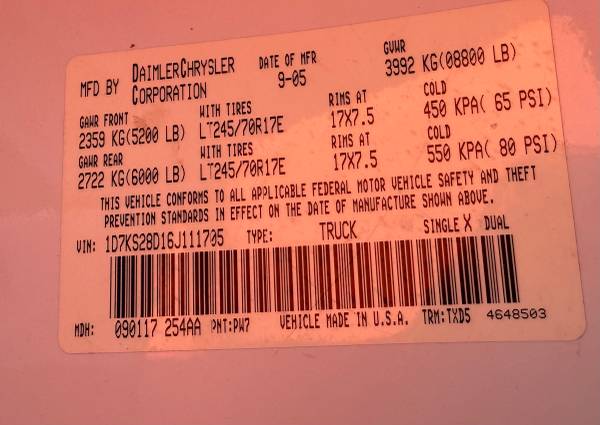 MFD BY DAIMLERCHRYSLER CORPORATION DATE OF MFR 9-05 GVWR 3992 KG(08800 LB)
GAWR FRONT WITH TIRES RIMS AT COLD
2359 KG(5200 LB) LT245/70R17E 17X7.5 450 KPA( 65 PSI)
GAWR REAR WITH TIRES RIMS AT COLD
2722 KG(6000 LB) LT245/70R17E 17X7.5 550 KPA( 80 PSI)
THIS VEHICLE CONFORMS TO ALL APPLICABLE FEDERAL MOTOR VEHICLE SAFETY AND THEFT
PREVENTION STANDARDS IN EFFECT ON THE DATE OF MANUFACTURE SHOWN ABOVE.
VIN: 1D7KS28D16J111705 TYPE: TRUCK SINGLE X DUAL
MDH: 090117 254AA PNT:PW7 VEHICLE MADE IN U.S.A. TRM:TXD5 4648503